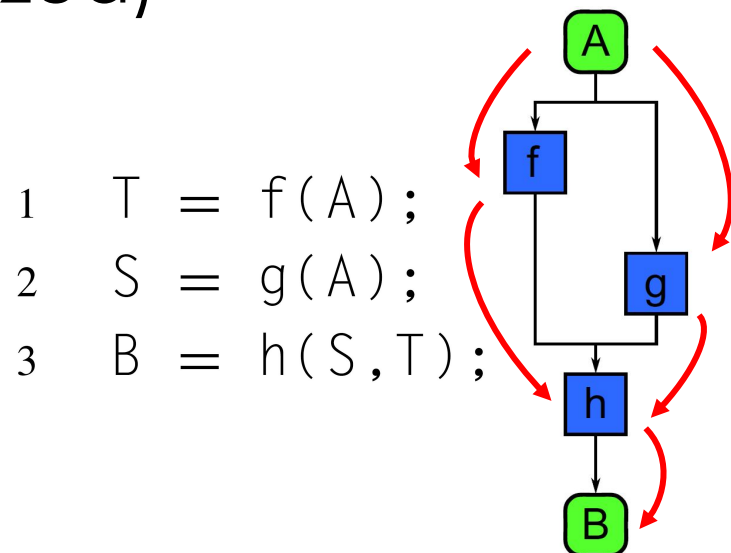 1 T = f(A);
2 S = g(A);
3 B = h(S,T);
A
f
g
h
B